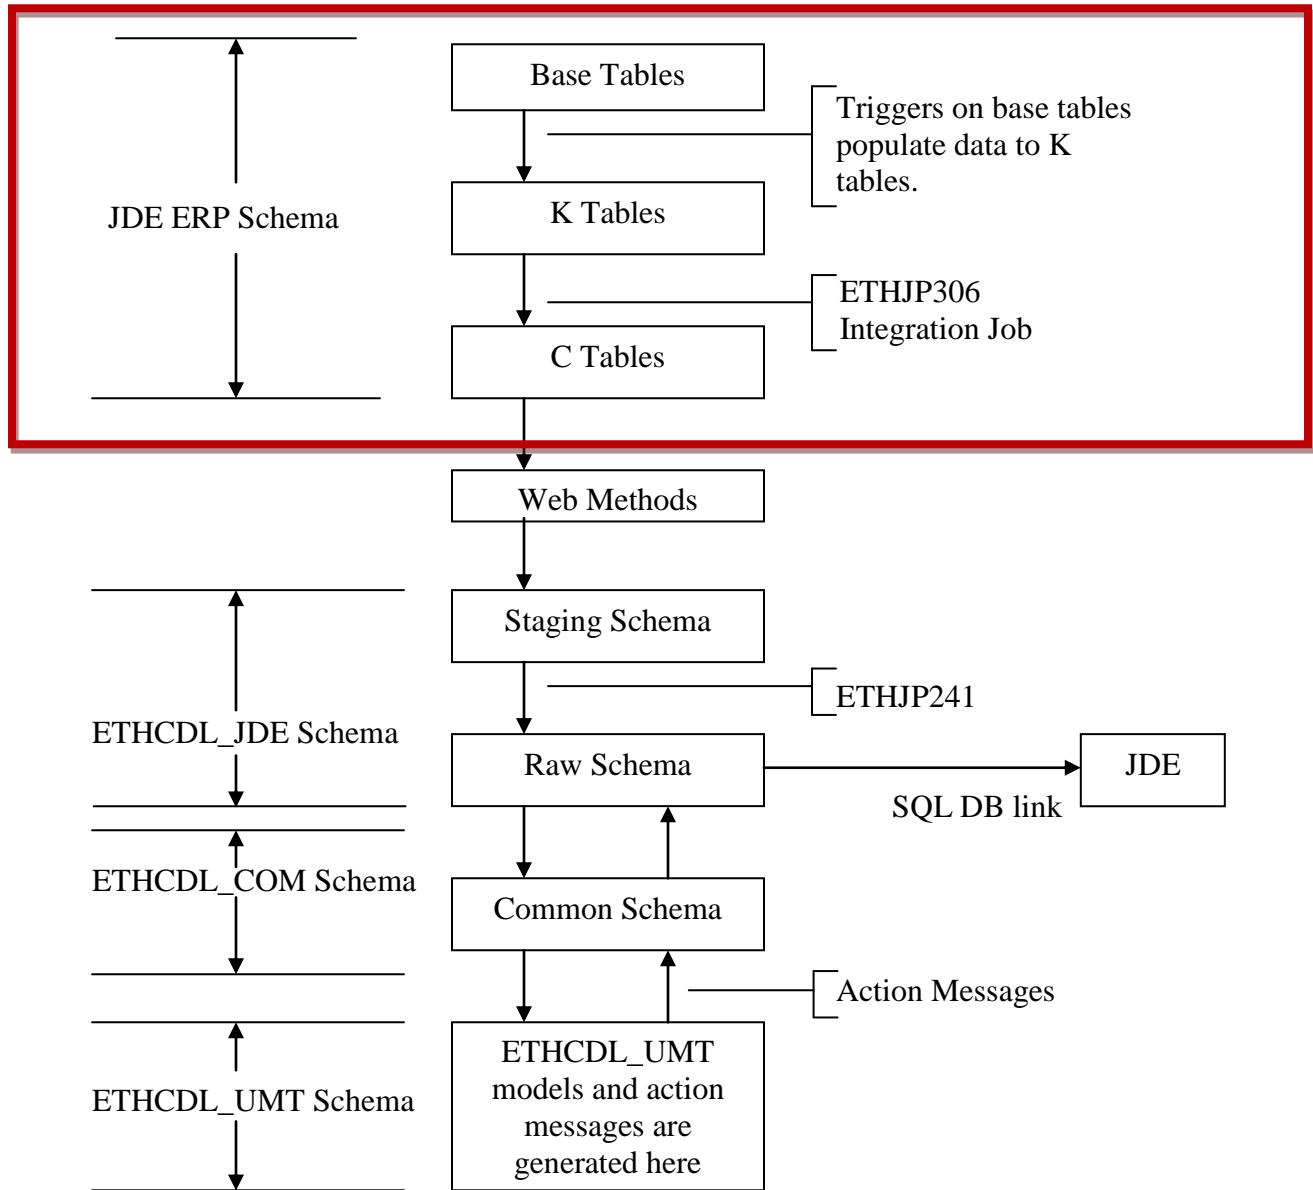 Base Tables
Triggers on base tables
populate data to K
tables.
K Tables
JDE ERP Schema
ETHJP306
Integration Job
C Tables
Web Methods
Staging Schema
ETHJP241
ETHCDL_JDE Schema
Raw Schema
JDE
SQL DB link
ETHCDL_COM Schema
Common Schema
Action Messages
ETHCDL_UMT Schema
ETHCDL_UMT
models and action
messages are
generated here